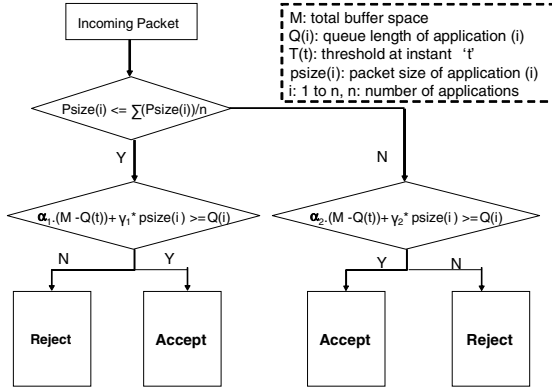 Incoming Packet
M: total buffer space
Q(i): queue length of application (i)
T(t): threshold at instant ‘t’
psize(i): packet size of application (i)
i: 1 to n, n: number of applications
Psize(i) <= ∑(Psize(i))/n
Y
N
α1.(M -Q(t))+γ1* psize(i) >=Q(i)
α2.(M -Q(t))+γ2* psize(i) >=Q(i)
N
Y
Y
N
Reject
Accept
Accept
Reject